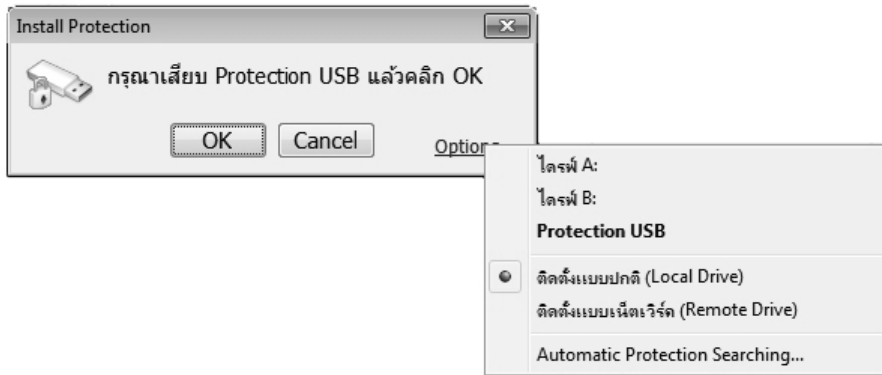 Install Protection
กรุณาเสียบ Protection USB แล้วคลิก OK
OK
Cancel
Options
ไดรฟ์ A:
ไดรฟ์ B:
Protection USB
ติดตั้งแบบปกติ (Local Drive)
ติดตั้งแบบเน็ตเวิร์ค (Remote Drive)
Automatic Protection Searching...